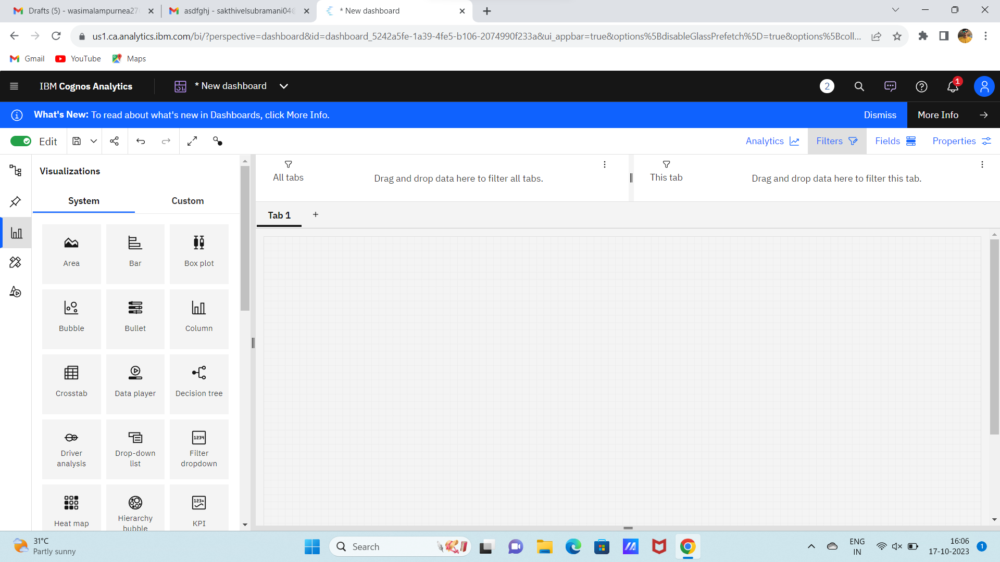 Drafts (5) - wasimalampurnea27
asdfghj - sakthivelsubramani04@
* New dashboard
us1.ca.analytics.ibm.com/bi/?perspective=dashboard&id=dashboard_5242a5fe-1a39-4fe5-b106-2074990f233a&ui_appbar=true&options%5BdisableGlassPrefetch%5D=true&options%5Bcoll...
Gmail YouTube Maps
IBM Cognos Analytics * New dashboard 2 1
What's New: To read about what's new in Dashboards, click More Info. Dismiss More Info
Edit Analytics Filters Fields Properties
Visualizations
System Custom
All tabs Drag and drop data here to filter all tabs.
This tab Drag and drop data here to filter this tab.
Tab 1 +
Area Bar Box plot
Bubble Bullet Column
Crosstab Data player Decision tree
Driver analysis
Drop-down list
1234
Filter dropdown
Heat map
Hierarchy bubble
123
KPI
31°C
Partly sunny
Search
ENG
IN
16:06
17-10-2023
1